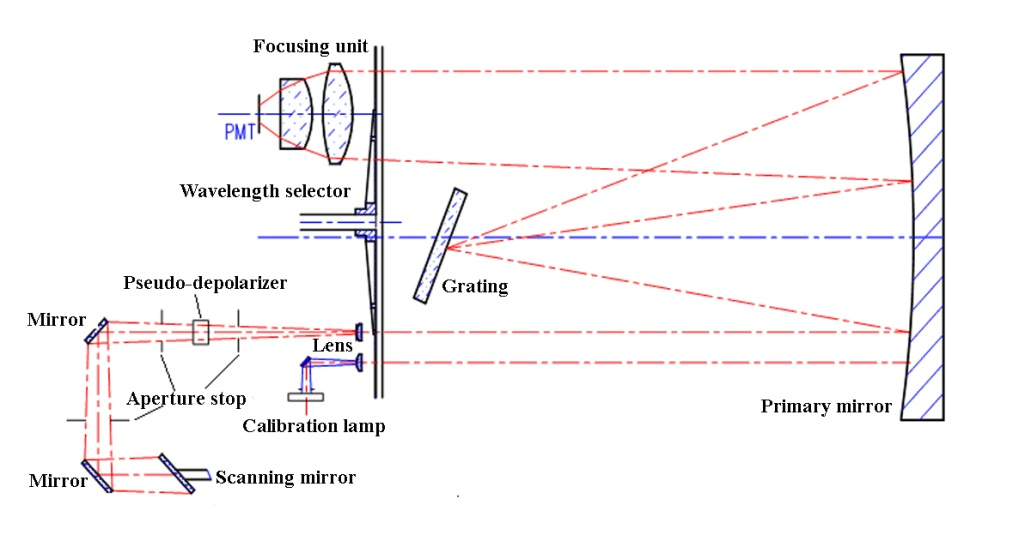 Focusing unit
PMT
Wavelength selector
Grating
Pseudo-depolarizer
Mirror
Lens
Aperture stop
Primary mirror
Calibration lamp
Mirror
Scanning mirror